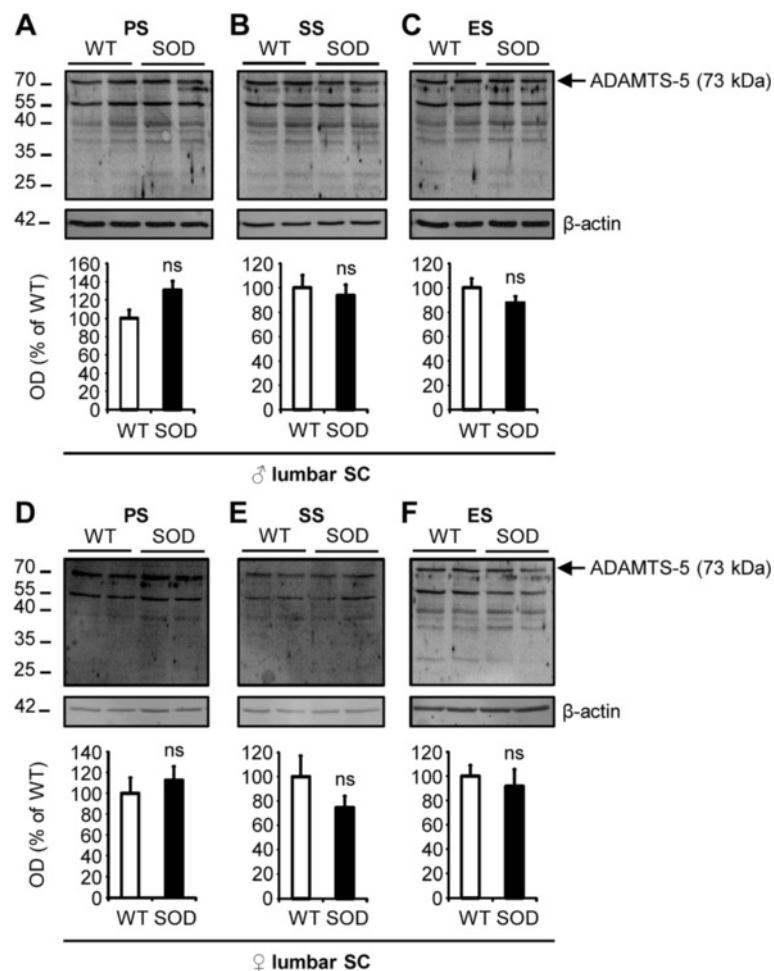 A PS B SS C ES
WT SOD WT SOD WT SOD
70
55
40
35
25
ADAMTS-5 (73 kDa)
42
β-actin
OD (% of WT)
160
140
120
100
80
60
40
20
0
ns
WT SOD
120
100
80
60
40
20
0
ns
WT SOD
120
100
80
60
40
20
0
ns
WT SOD
♂ lumbar SC
D PS E SS F ES
WT SOD WT SOD WT SOD
70
55
40
35
25
ADAMTS-5 (73 kDa)
42
β-actin
OD (% of WT)
140
120
100
80
60
40
20
0
ns
WT SOD
120
100
80
60
40
20
0
ns
WT SOD
120
100
80
60
40
20
0
ns
WT SOD
♀ lumbar SC